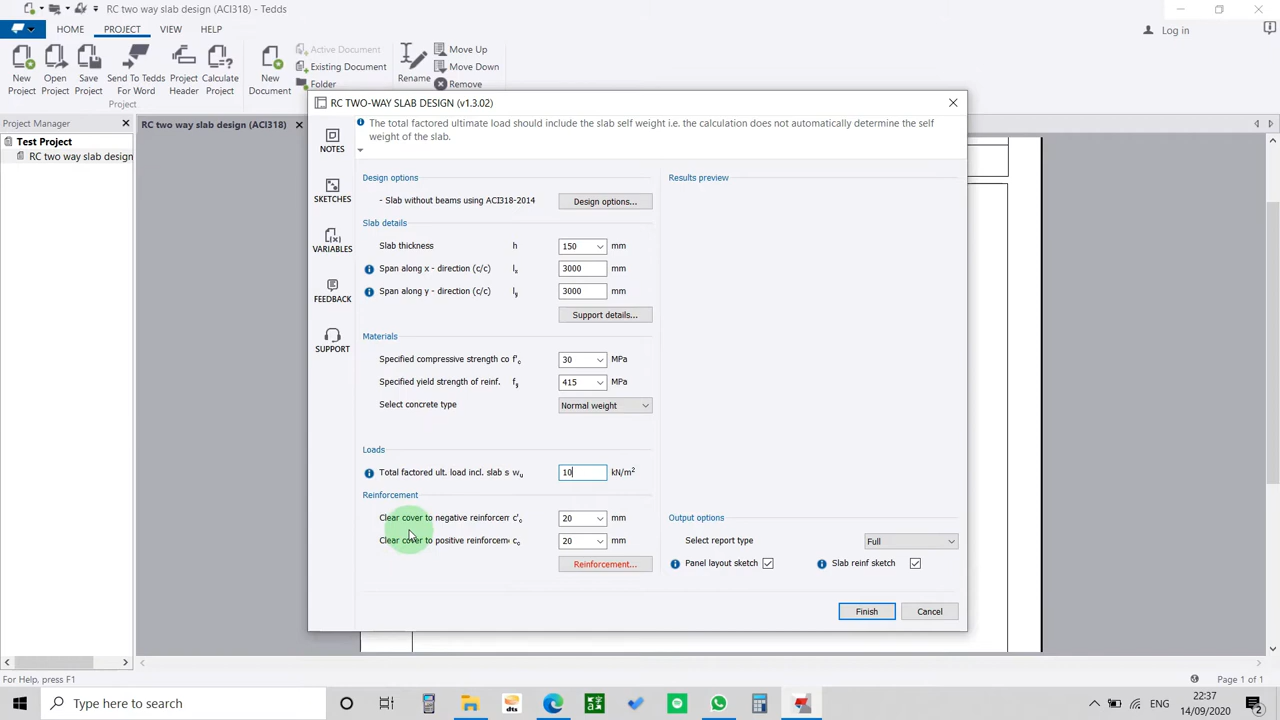 RC two way slab design (ACI318) - Tedds
HOME PROJECT VIEW HELP
Log in
New Project
Open Project
Save Project
Send To Tedds For Word
Project Header
Calculate Project
Project
New Document
Active Document
Existing Document
Folder
Rename
Move Up
Move Down
Remove
Project Manager
Test Project
RC two way slab design
RC two way slab design (ACI318)
RC TWO-WAY SLAB DESIGN (v1.3.02)
NOTES
SKETCHES
VARIABLES
FEEDBACK
SUPPORT
The total factored ultimate load should include the slab self weight i.e. the calculation does not automatically determine the self
weight of the slab.
Design options
- Slab without beams using ACI318-2014 Design options...
Slab details
Slab thickness h 150 mm
Span along x - direction (c/c) lx 3000 mm
Span along y - direction (c/c) ly 3000 mm
Support details...
Materials
Specified compressive strength co f'c 30 MPa
Specified yield strength of reinf. fy 415 MPa
Select concrete type Normal weight
Loads
Total factored ult. load incl. slab s wu 10 kN/m²
Reinforcement
Clear cover to negative reinforcem c'c 20 mm
Clear cover to positive reinforceme cc 20 mm
Reinforcement...
Results preview
Output options
Select report type Full
Panel layout sketch Slab reinf sketch
Finish Cancel
For help, press F1
Page 1 of 1
Type here to search
dts
ENG
22:37
14/09/2020
2